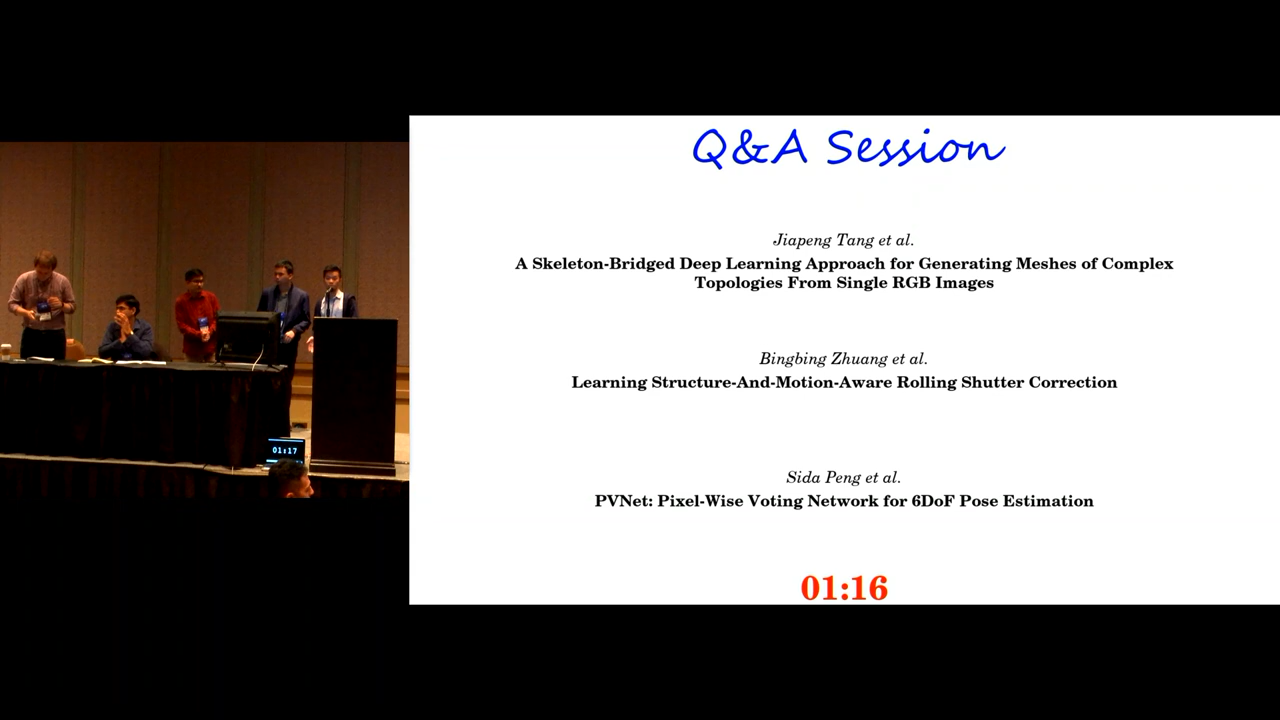 Q&A Session
Jiapeng Tang et al.
A Skeleton-Bridged Deep Learning Approach for Generating Meshes of Complex
Topologies From Single RGB Images
Bingbing Zhuang et al.
Learning Structure-And-Motion-Aware Rolling Shutter Correction
Sida Peng et al.
PVNet: Pixel-Wise Voting Network for 6DoF Pose Estimation
01:16
01:17